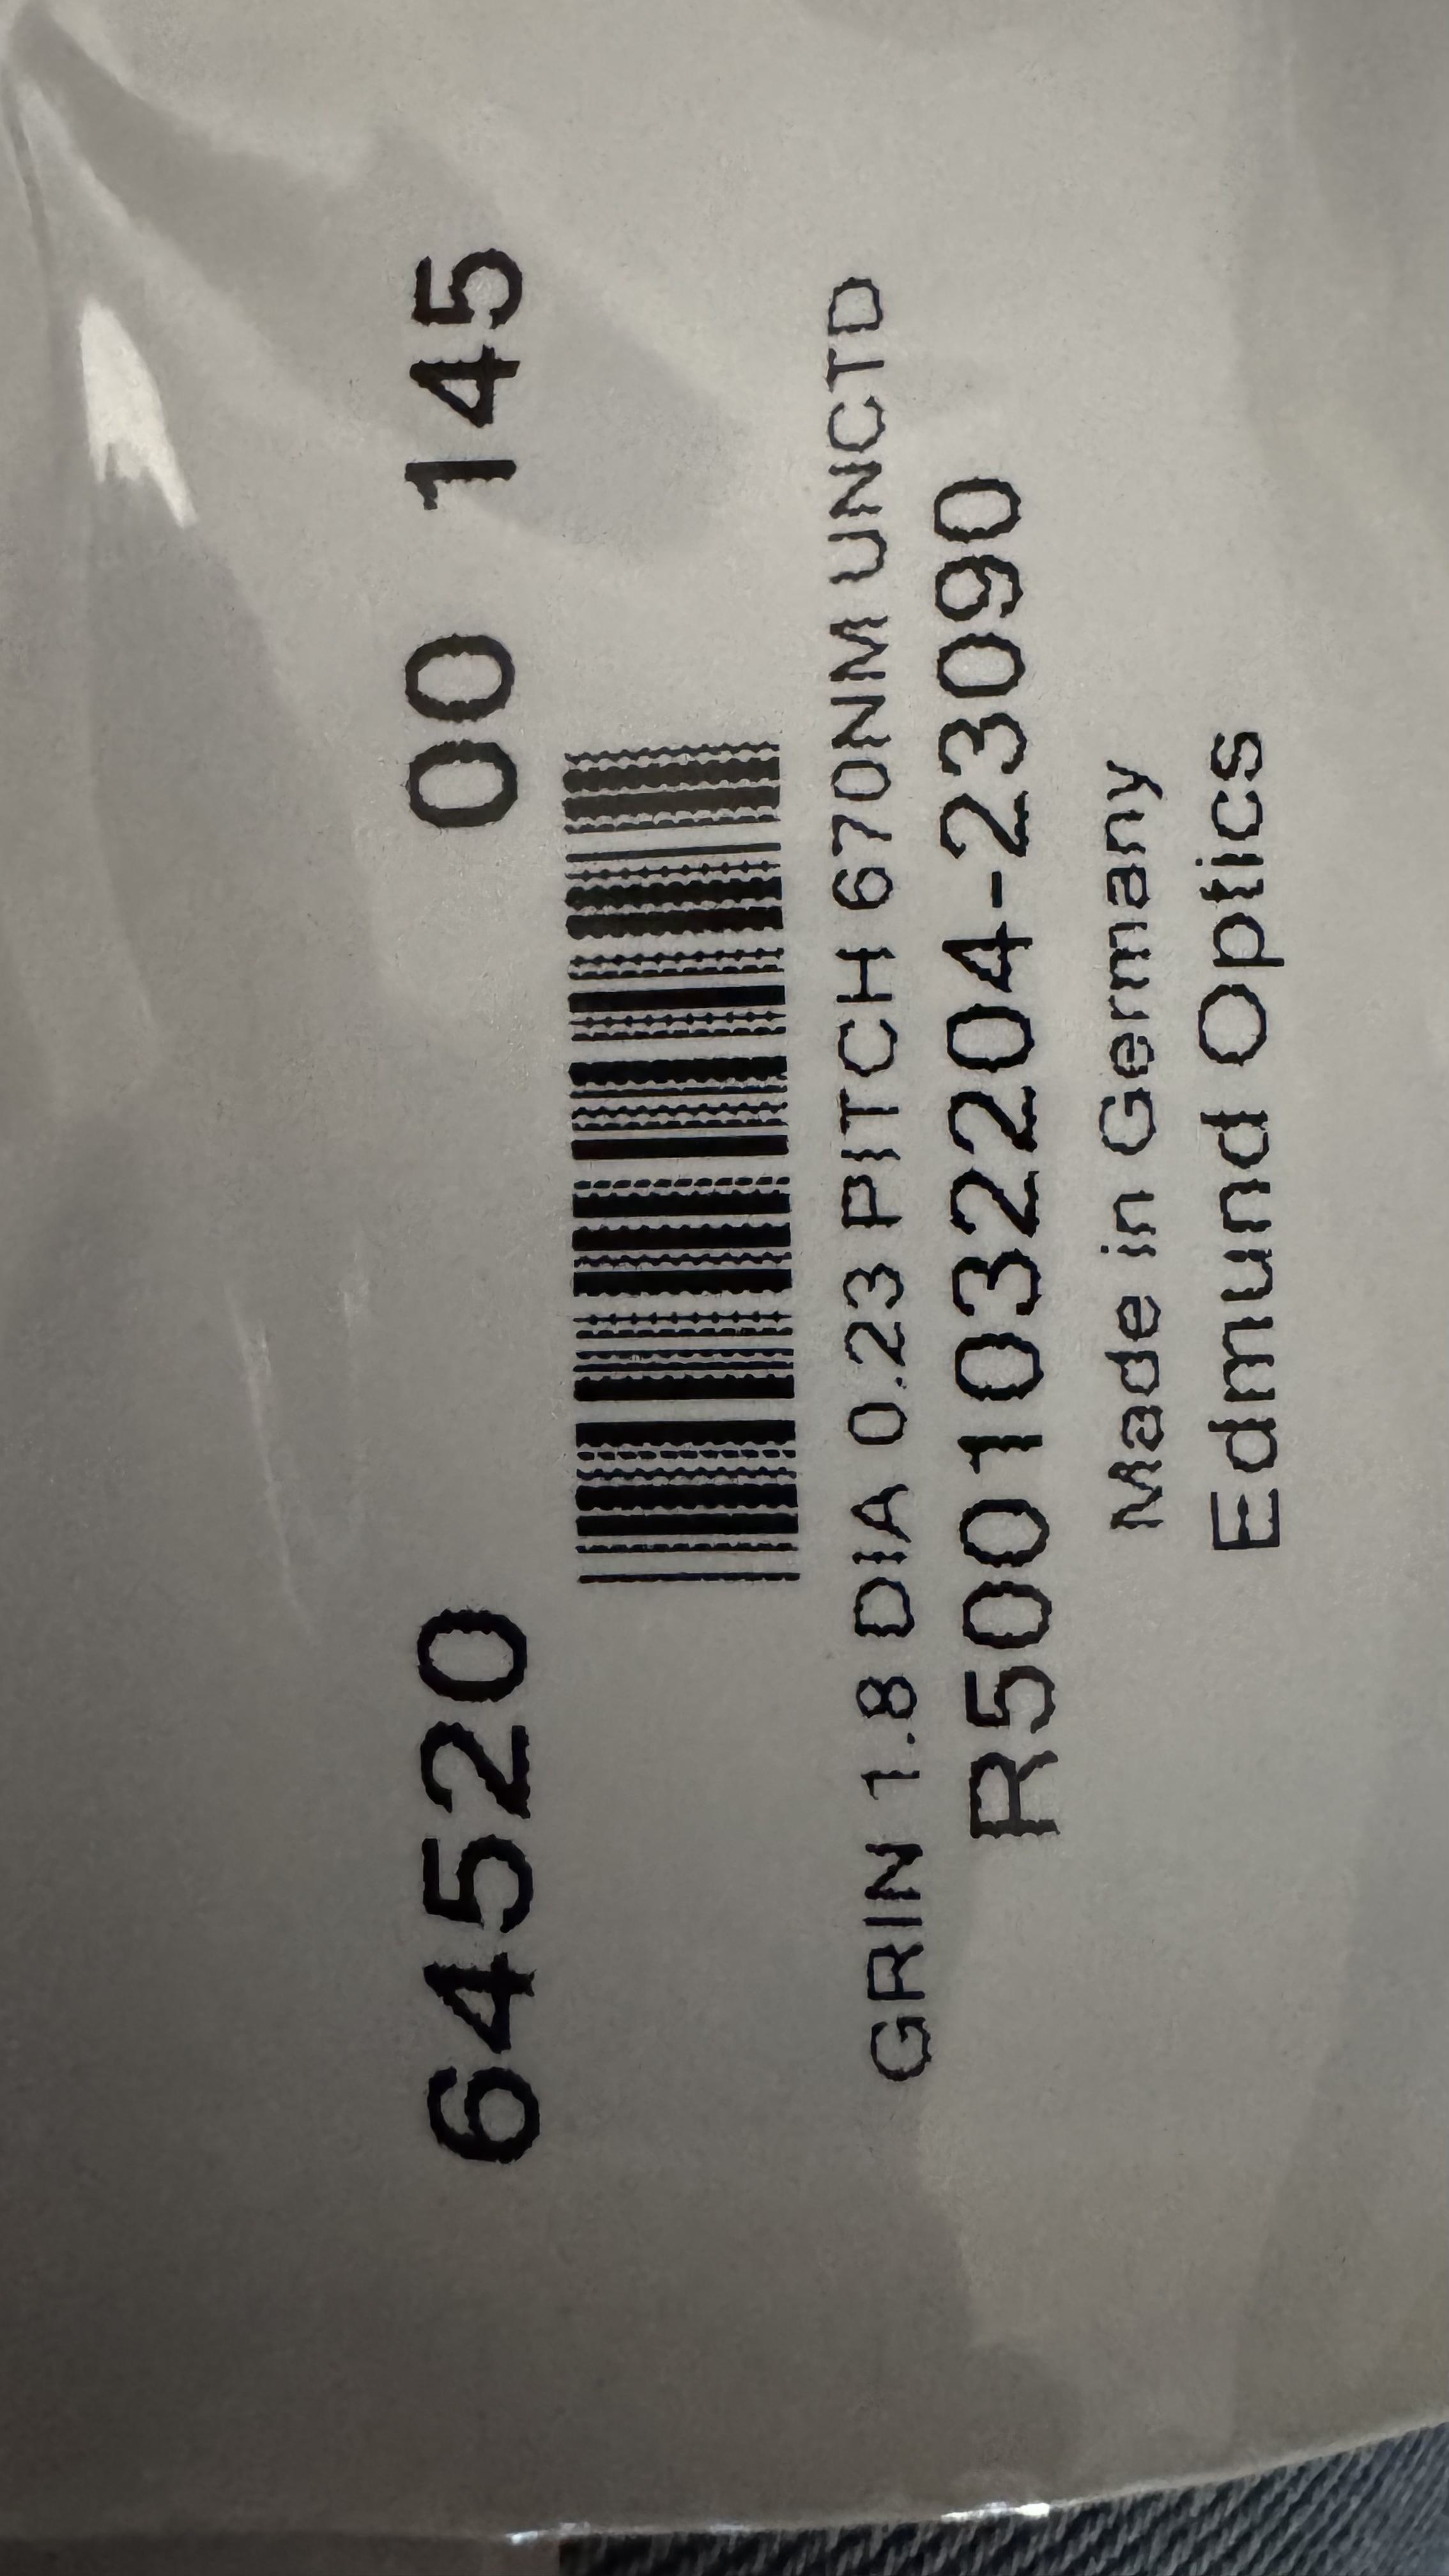 64520 00 145
GRIN 1.8 DIA 0.23 PITCH 670NM UNCTD
R5001032204-23090
Made in Germany
Edmund Optics